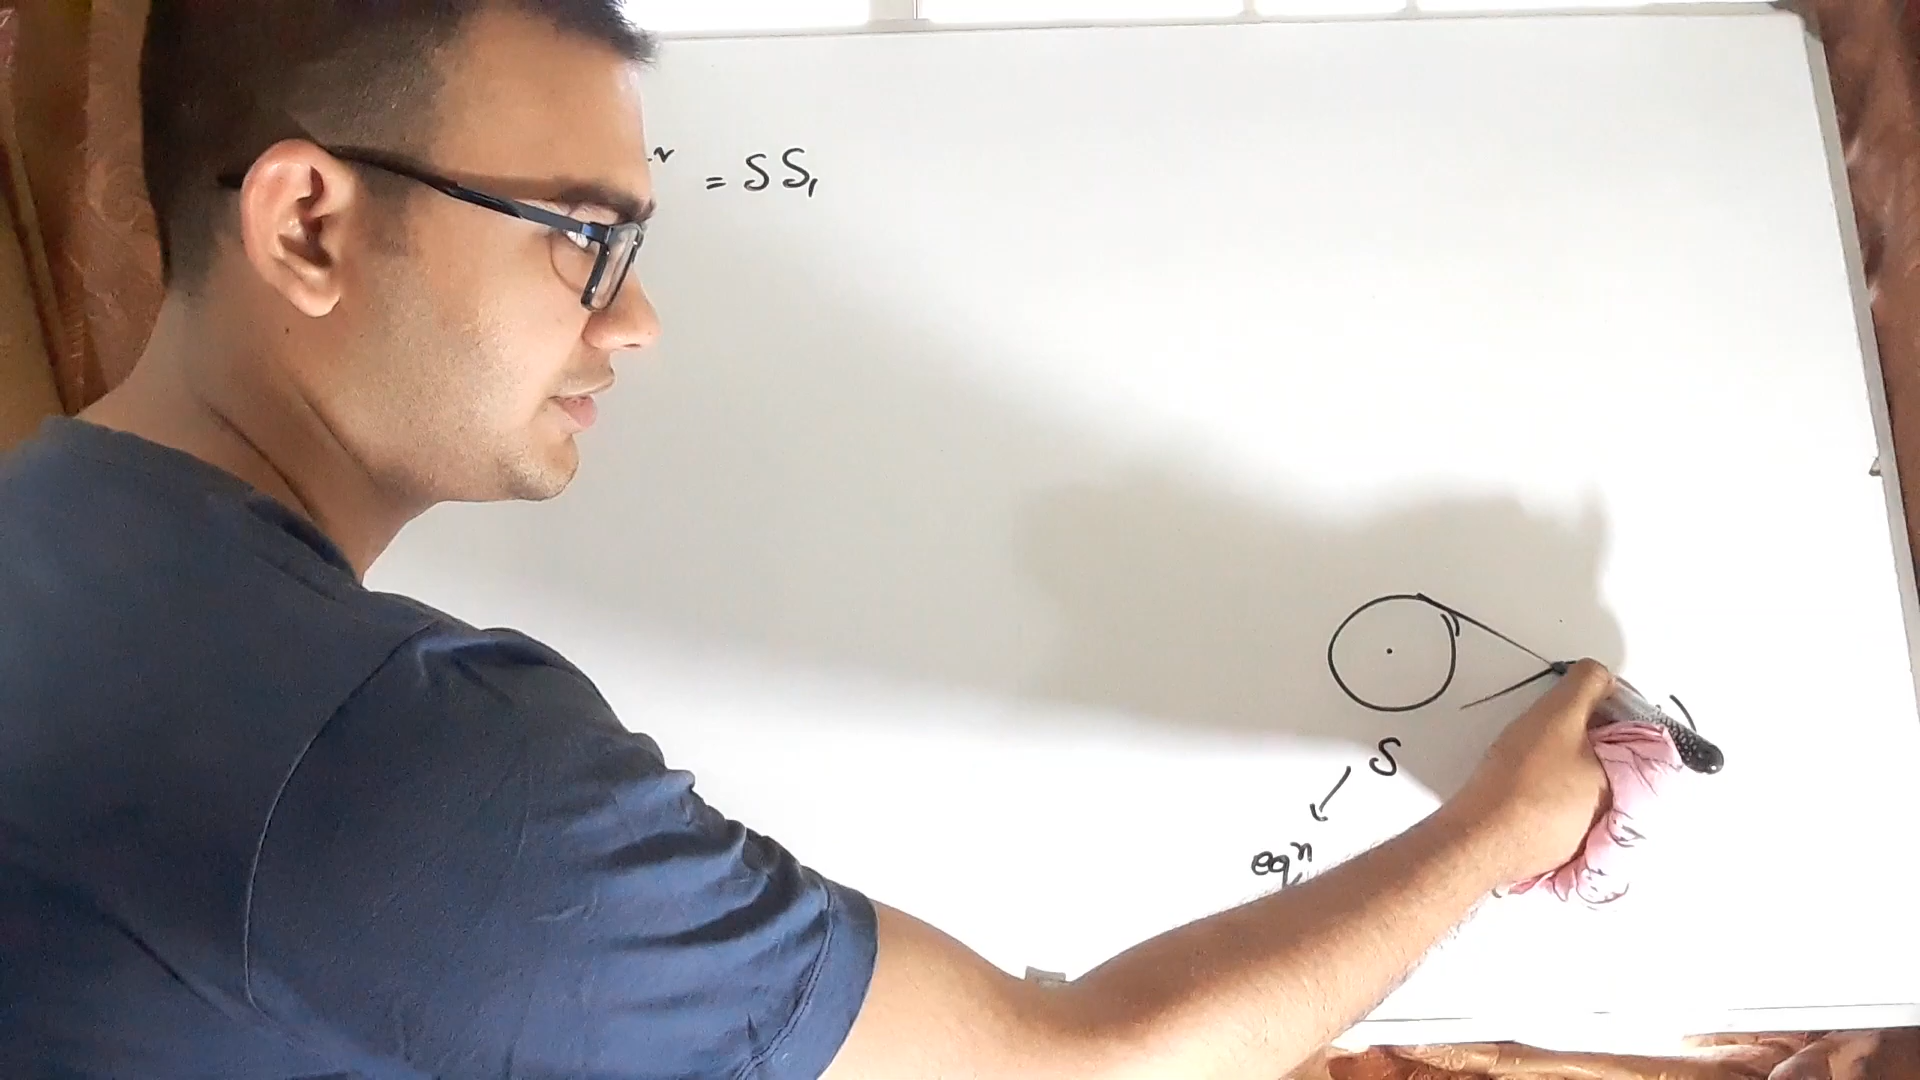 = SS₁
S
eqⁿ